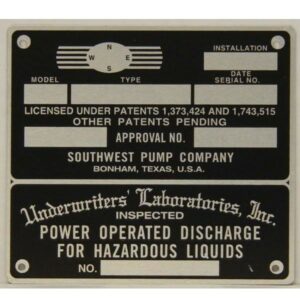 N
W E
S
INSTALLATION
DATE
MODEL TYPE SERIAL NO.
LICENSED UNDER PATENTS 1,373,424 AND 1,743,515
OTHER PATENTS PENDING
APPROVAL NO.
SOUTHWEST PUMP COMPANY
BONHAM, TEXAS, U.S.A.
Underwriters' Laboratories, Inc.
INSPECTED
POWER OPERATED DISCHARGE
FOR HAZARDOUS LIQUIDS
NO.